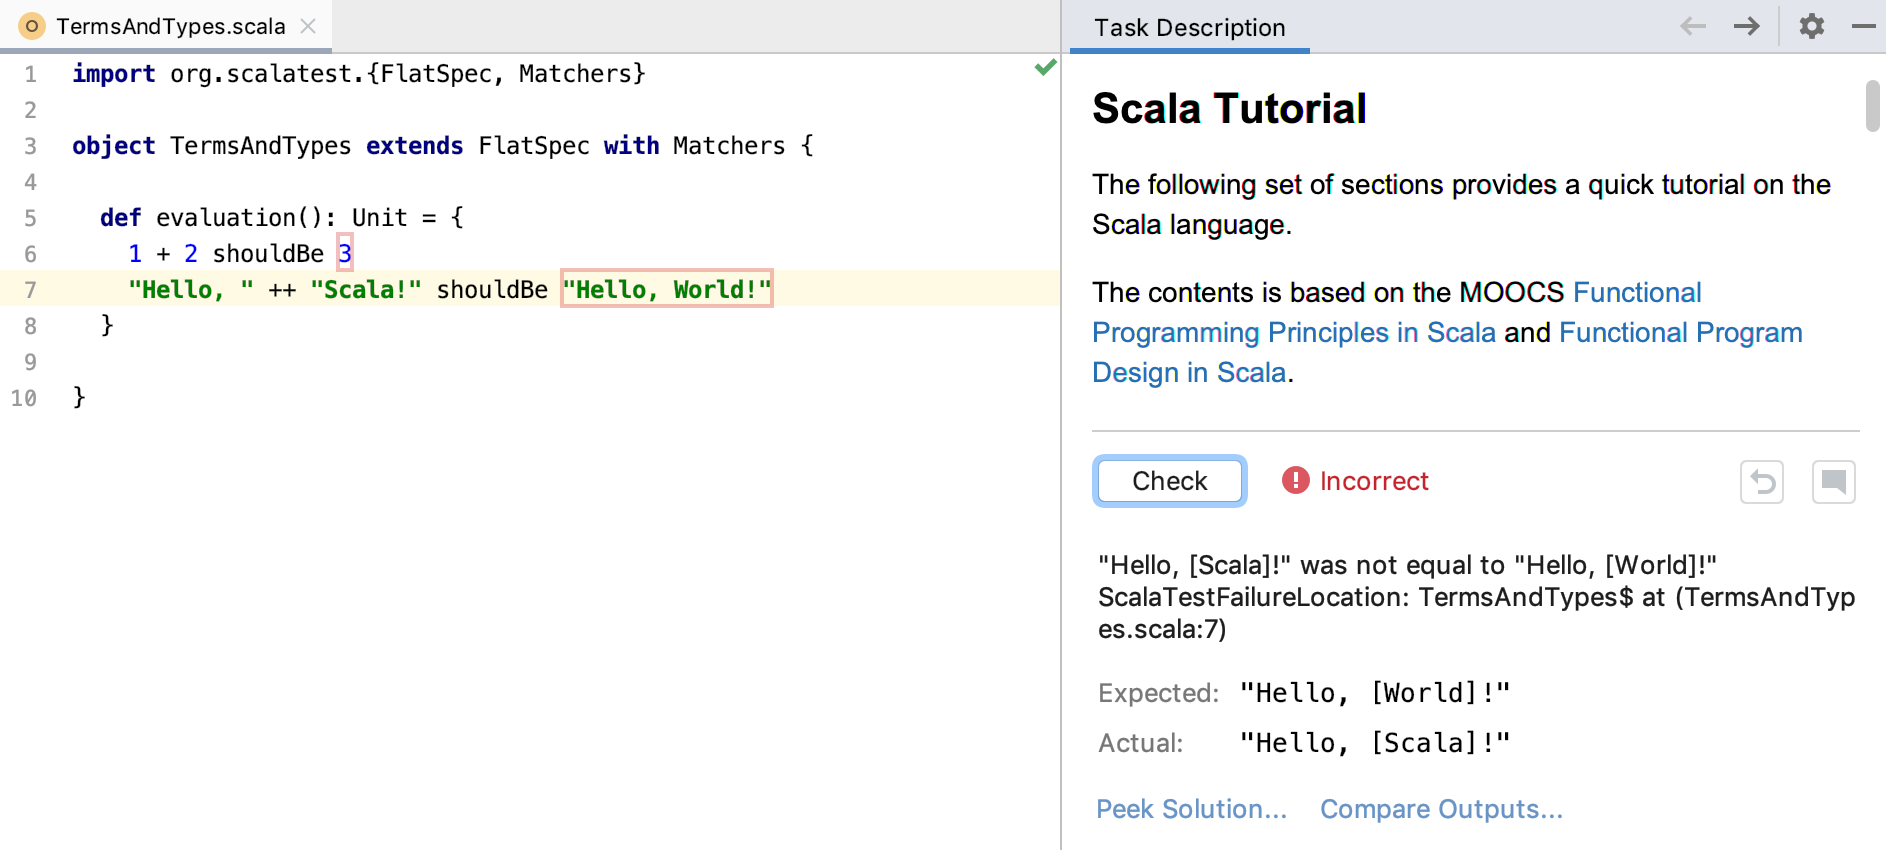 TermsAndTypes.scala
1 import org.scalatest.{FlatSpec, Matchers}
2
3 object TermsAndTypes extends FlatSpec with Matchers {
4
5 def evaluation(): Unit = {
6 1 + 2 shouldBe 3
7 "Hello, " ++ "Scala!" shouldBe "Hello, World!"
8 }
9
10 }
Task Description
Scala Tutorial
The following set of sections provides a quick tutorial on the
Scala language.
The contents is based on the MOOCS Functional
Programming Principles in Scala and Functional Program
Design in Scala.
Check
Incorrect
"Hello, [Scala]!" was not equal to "Hello, [World]!"
ScalaTestFailureLocation: TermsAndTypes$ at (TermsAndTyp
es.scala:7)
Expected: "Hello, [World]!"
Actual: "Hello, [Scala]!"
Peek Solution... Compare Outputs...